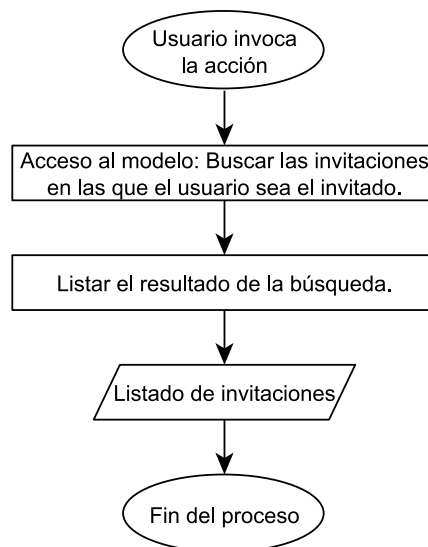 Usuario invoca
la acción
Acceso al modelo: Buscar las invitaciones
en las que el usuario sea el invitado.
Listar el resultado de la búsqueda.
Listado de invitaciones
Fin del proceso